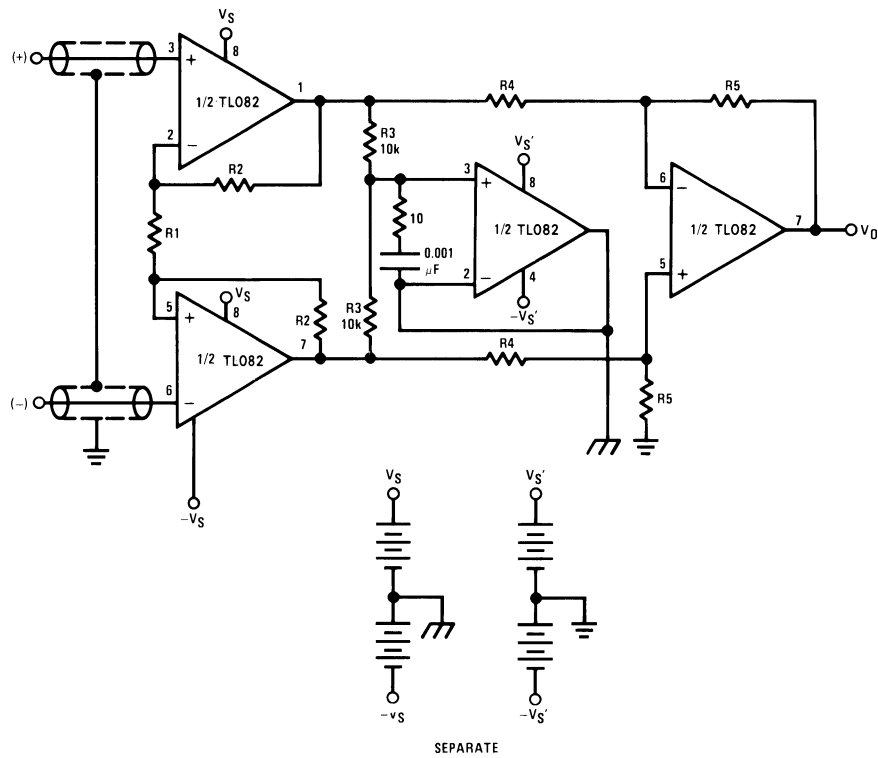 VS
(+)
3
+
8
1/2 TL082
1
2
−
R2
R1
R3
10k
R4
R5
VS'
3
+
8
10
1/2 TL082
0.001
µF
2
−
4
−VS'
6
−
1/2 TL082
7
VO
5
+
VS
5
+
8
R2
R3
10k
1/2 TL082
7
R4
(−)
6
−
R5
−VS
VS
VS'
−vS
−VS'
SEPARATE